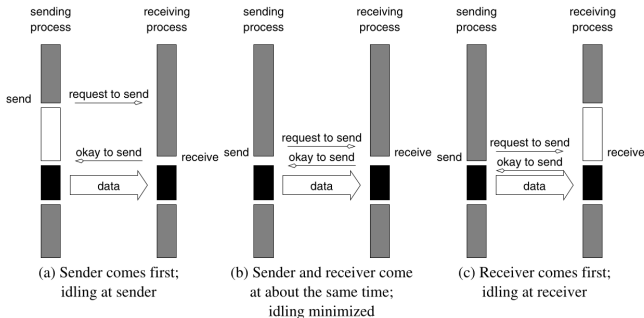 sending
process
receiving
process
send
request to send
okay to send
receive
data
(a) Sender comes first;
idling at sender
sending
process
receiving
process
request to send
send
okay to send
receive
data
(b) Sender and receiver come
at about the same time;
idling minimized
sending
process
receiving
process
request to send
send
okay to send
receive
data
(c) Receiver comes first;
idling at receiver